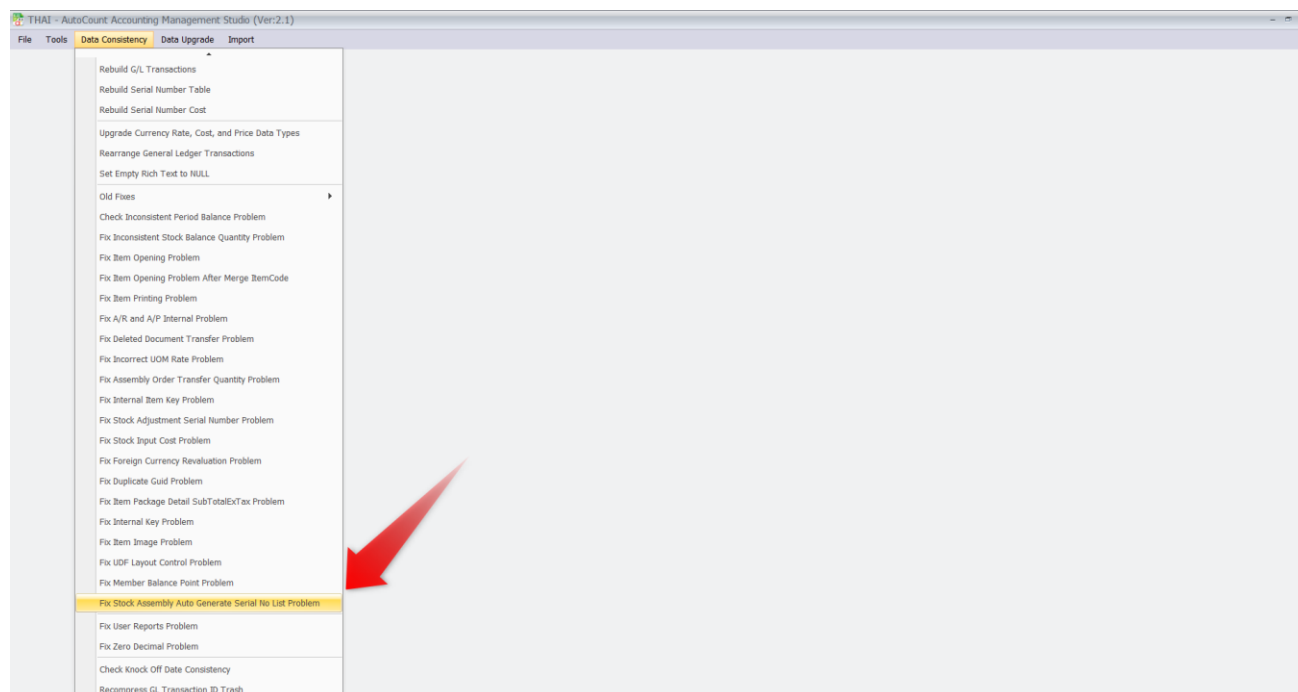 THAI - AutoCount Accounting Management Studio (Ver:2.1)
File Tools Data Consistency Data Upgrade Import
Rebuild G/L Transactions
Rebuild Serial Number Table
Rebuild Serial Number Cost
Upgrade Currency Rate, Cost, and Price Data Types
Rearrange General Ledger Transactions
Set Empty Rich Text to NULL
Old Fixes
Check Inconsistent Period Balance Problem
Fix Inconsistent Stock Balance Quantity Problem
Fix Item Opening Problem
Fix Item Opening Problem After Merge ItemCode
Fix Item Printing Problem
Fix A/R and A/P Internal Problem
Fix Deleted Document Transfer Problem
Fix Incorrect UOM Rate Problem
Fix Assembly Order Transfer Quantity Problem
Fix Internal Item Key Problem
Fix Stock Adjustment Serial Number Problem
Fix Stock Input Cost Problem
Fix Foreign Currency Revaluation Problem
Fix Duplicate Guid Problem
Fix Item Package Detail SubTotalExTax Problem
Fix Internal Key Problem
Fix Item Image Problem
Fix UDF Layout Control Problem
Fix Member Balance Point Problem
Fix Stock Assembly Auto Generate Serial No List Problem
Fix User Reports Problem
Fix Zero Decimal Problem
Check Knock Off Date Consistency
Recompress GL Transaction ID Trash